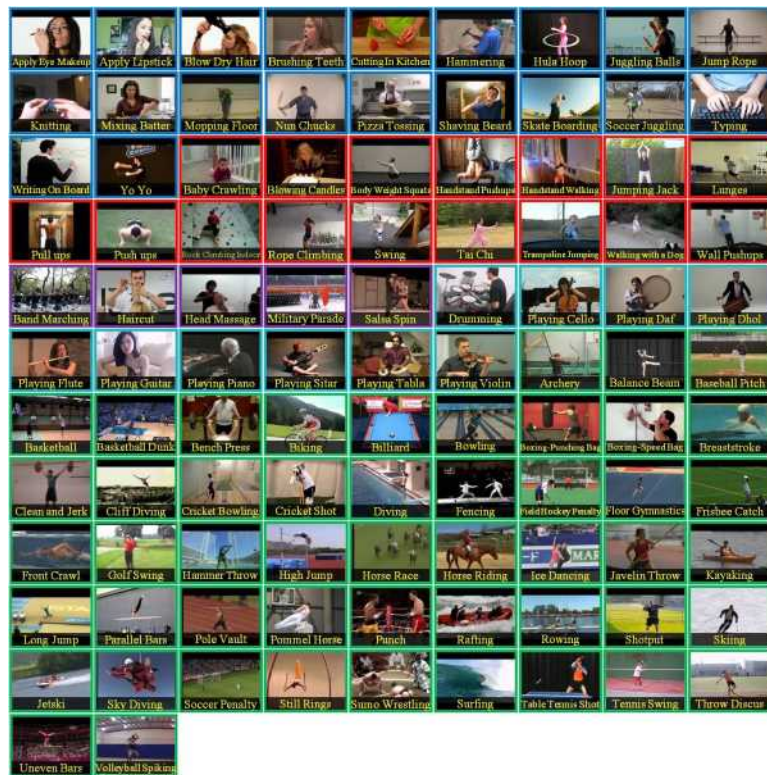 Apply Eye Makeup
Apply Lipstick
Blow Dry Hair
Brushing Teeth
Cutting In Kitchen
Hammering
Hula Hoop
Juggling Balls
Jump Rope
Knitting
Mixing Batter
Mopping Floor
Nun Chucks
Pizza Tossing
Shaving Beard
Skate Boarding
Soccer Juggling
Typing
Writing On Board
Yo Yo
Baby Crawling
Blowing Candles
Body Weight Squats
Handstand Pushups
Handstand Walking
Jumping Jack
Lunges
Pull ups
Push ups
Rock Climbing Indoor
Rope Climbing
Swing
Tai Chi
Trampoline Jumping
Walking with a Dog
Wall Pushups
Band Marching
Haircut
Head Massage
Military Parade
Salsa Spin
Drumming
Playing Cello
Playing Daf
Playing Dhol
Playing Flute
Playing Guitar
Playing Piano
Playing Sitar
Playing Tabla
Playing Violin
Archery
Balance Beam
Baseball Pitch
Basketball
Basketball Dunk
Bench Press
Biking
Billiard
Bowling
Boxing-Punching Bag
Boxing-Speed Bag
Breaststroke
Clean and Jerk
Cliff Diving
Cricket Bowling
Cricket Shot
Diving
Fencing
Field Hockey Penalty
Floor Gymnastics
Frisbee Catch
Front Crawl
Golf Swing
Hammer Throw
High Jump
Horse Race
Horse Riding
Ice Dancing
Javelin Throw
Kayaking
Long Jump
Parallel Bars
Pole Vault
Pommel Horse
Punch
Rafting
Rowing
Shotput
Skiing
Jetski
Sky Diving
Soccer Penalty
Still Rings
Sumo Wrestling
Surfing
Table Tennis Shot
Tennis Swing
Throw Discus
Uneven Bars
Volleyball Spiking